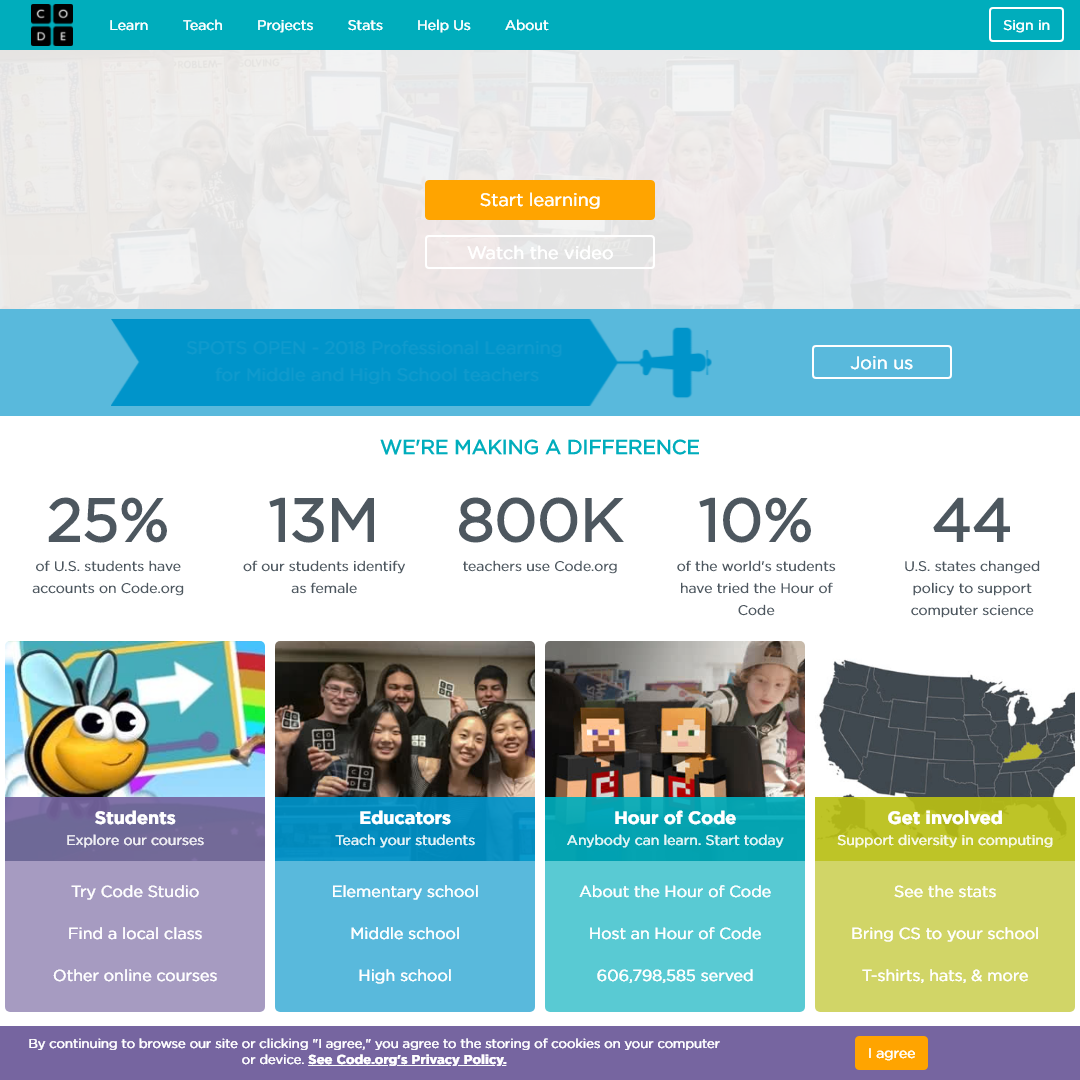 CODE
Learn
Teach
Projects
Stats
Help Us
About
Sign in
Start learning
Watch the video
SPOTS OPEN - 2018 Professional Learning
for Middle and High School teachers
Join us
WE'RE MAKING A DIFFERENCE
25%
of U.S. students have
accounts on Code.org
13M
of our students identify
as female
800K
teachers use Code.org
10%
of the world's students
have tried the Hour of
Code
44
U.S. states changed
policy to support
computer science
Students
Explore our courses
Try Code Studio
Find a local class
Other online courses
Educators
Teach your students
Elementary school
Middle school
High school
Hour of Code
Anybody can learn. Start today
About the Hour of Code
Host an Hour of Code
606,798,585 served
Get involved
Support diversity in computing
See the stats
Bring CS to your school
T-shirts, hats, & more
By continuing to browse our site or clicking "I agree," you agree to the storing of cookies on your computer
or device. See Code.org's Privacy Policy.
I agree